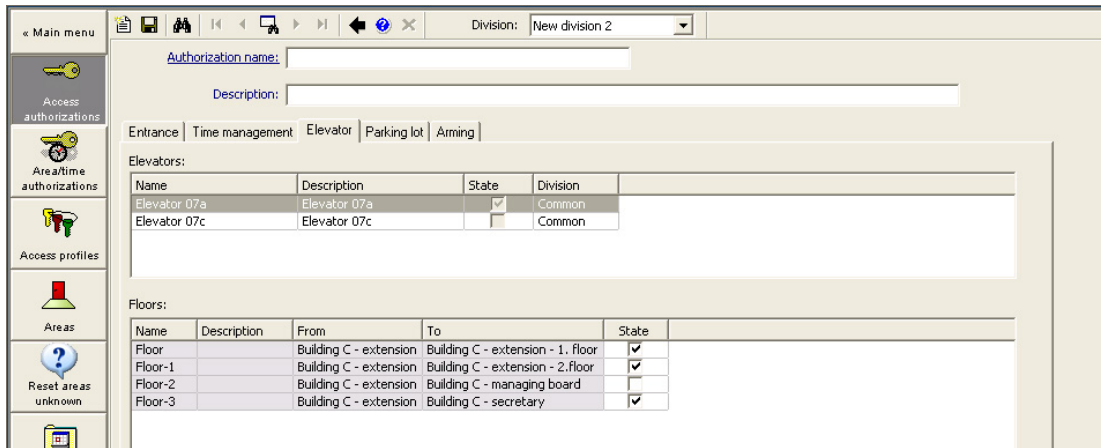 « Main menu
Division: New division 2
Authorization name:
Description:
Access
authorizations
Area/time
authorizations
Access profiles
Areas
Reset areas
unknown
Entrance Time management Elevator Parking lot Arming
Elevators:
Name Description State Division
Elevator 07a Elevator 07a Common
Elevator 07c Elevator 07c Common
Floors:
Name Description From To State
Floor Building C - extension Building C - extension - 1. floor
Floor-1 Building C - extension Building C - extension - 2.floor
Floor-2 Building C - extension Building C - managing board
Floor-3 Building C - extension Building C - secretary